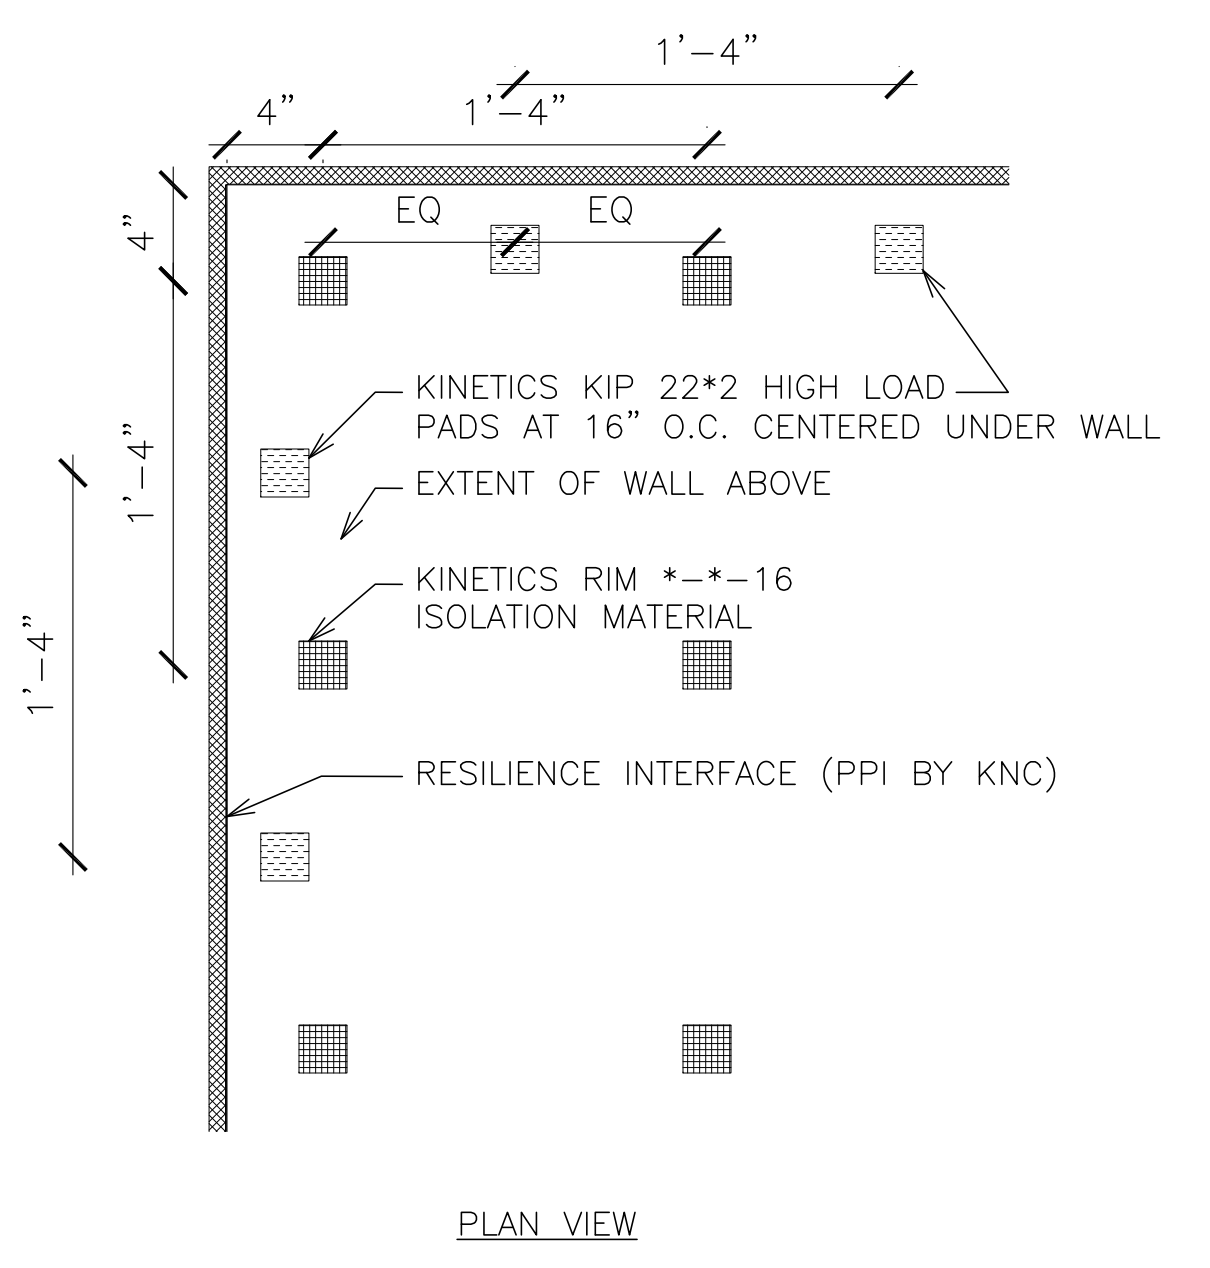 1'-4"
4"
1'-4"
EQ
EQ
4"
KINETICS KIP 22*2 HIGH LOAD
PADS AT 16" O.C. CENTERED UNDER WALL
1'-4"
EXTENT OF WALL ABOVE
KINETICS RIM *-*-16
ISOLATION MATERIAL
1'-4"
RESILIENCE INTERFACE (PPI BY KNC)
PLAN VIEW